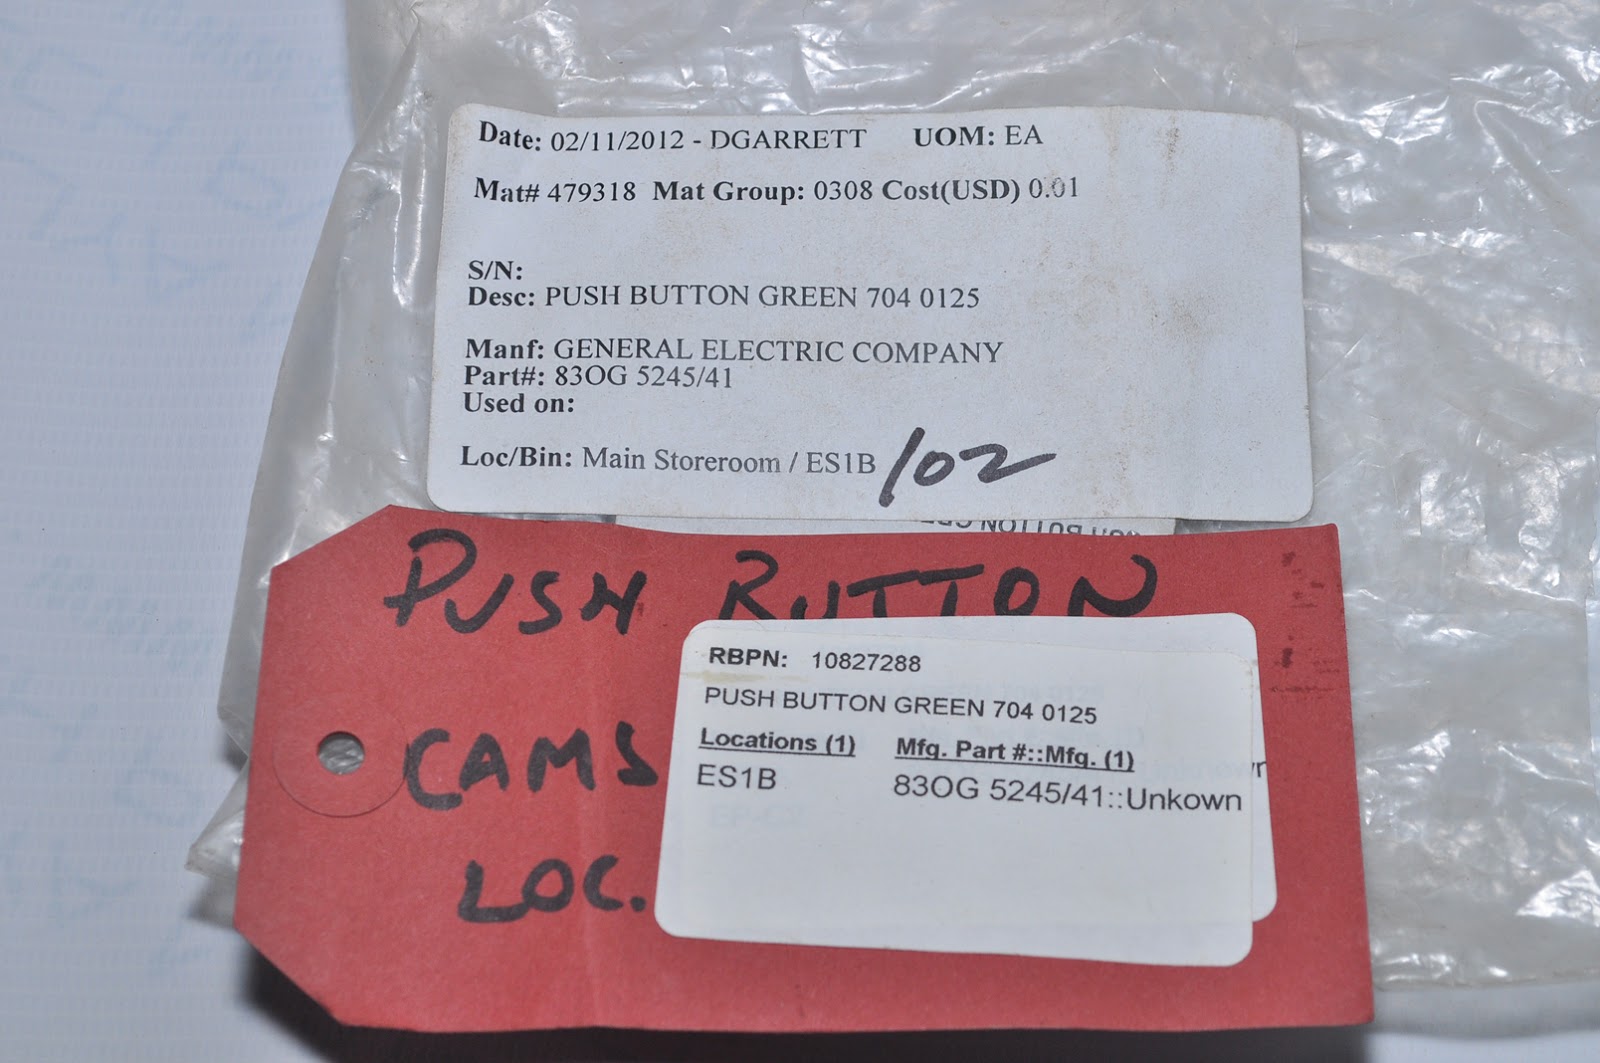 Date: 02/11/2012 - DGARRETT UOM: EA
Mat# 479318 Mat Group: 0308 Cost(USD) 0.01
S/N:
Desc: PUSH BUTTON GREEN 704 0125
Manf: GENERAL ELECTRIC COMPANY
Part#: 83OG 5245/41
Used on:
Loc/Bin: Main Storeroom / ES1B /102
PUSH BUTTON
CAMS
LOC.
RBPN: 10827288
PUSH BUTTON GREEN 704 0125
Locations (1) Mfg. Part #::Mfg. (1)
ES1B 83OG 5245/41::Unkown